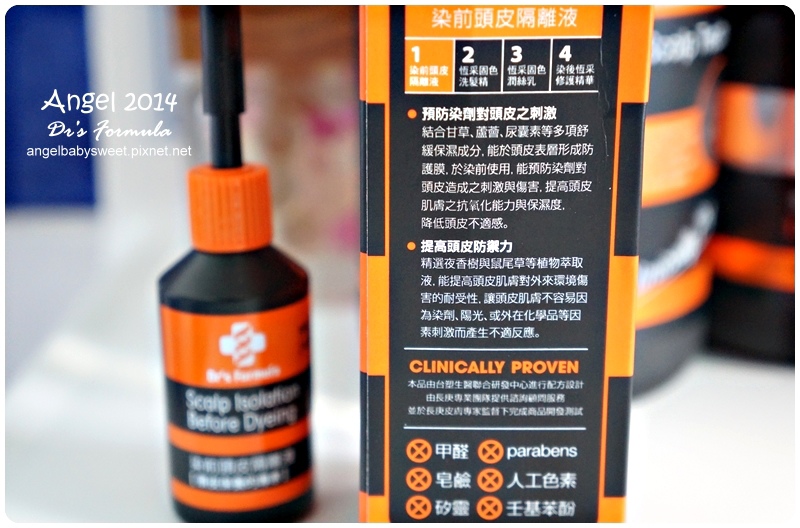 Angel 2014
Dr's Formula
angelbabysweet.pixnet.net
Dr's Formula
Scalp Isolation
Before Dyeing
染前頭皮隔離液
染前頭皮隔離液
1 染前頭皮
隔離液
2 恆采固色
洗髮精
3 恆采固色
潤絲乳
4 染後恆采
修護精華
● 預防染劑對頭皮之刺激
結合甘草、蘆薈、尿囊素等多項舒
緩保濕成分, 能於頭皮表層形成防
護膜, 於染前使用, 能預防染劑對
頭皮造成之刺激與傷害, 提高頭皮
肌膚之抗氧化能力與保濕度,
降低頭皮不適感。
● 提高頭皮防禦力
精選夜香樹與鼠尾草等植物萃取
液, 能提高頭皮肌膚對外來環境傷
害的耐受性, 讓頭皮肌膚不容易因
為染劑、陽光、或外在化學品等因
素刺激而產生不適反應。
CLINICALLY PROVEN
本品由台塑生醫聯合研發中心進行配方設計
由長庚專業團隊提供諮詢顧問服務
並於長庚皮膚專家監督下完成商品開發測試
甲醛 parabens
皂鹼 人工色素
矽靈 壬基苯酚